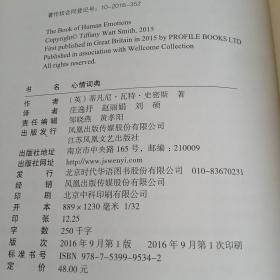 著作权合同登记号：10-2016-352
The Book of Human Emotions
Copyright© Tiffany Watt Smith, 2015
First published in Great Britain in 2015 by PROFILE BOOKS LTD
Published in association with Wellcome Collection
All rights reserved.
书 名 心情词典
作 者 （英）蒂凡尼·瓦特·史密斯 著
译 者 庄逸抒 赵丽娟 刘 硕
责任编辑 邹晓燕 黄孝阳
出版发行 凤凰出版传媒股份有限公司
江苏凤凰文艺出版社
出版社地址 南京市中央路165号，邮编：210009
出版社网址 http://www.jswenyi.com
发 行 北京时代华语图书股份有限公司 010-83670231
经 销 凤凰出版传媒股份有限公司
印 刷 北京中科印刷有限公司
开 本 889×1230毫米 1/32
印 张 12.25
字 数 250千字
版 次 2016年9月第1版 2016年9月第1次印刷
标准书号 ISBN 978-7-5399-9534-2
定 价 48.00元